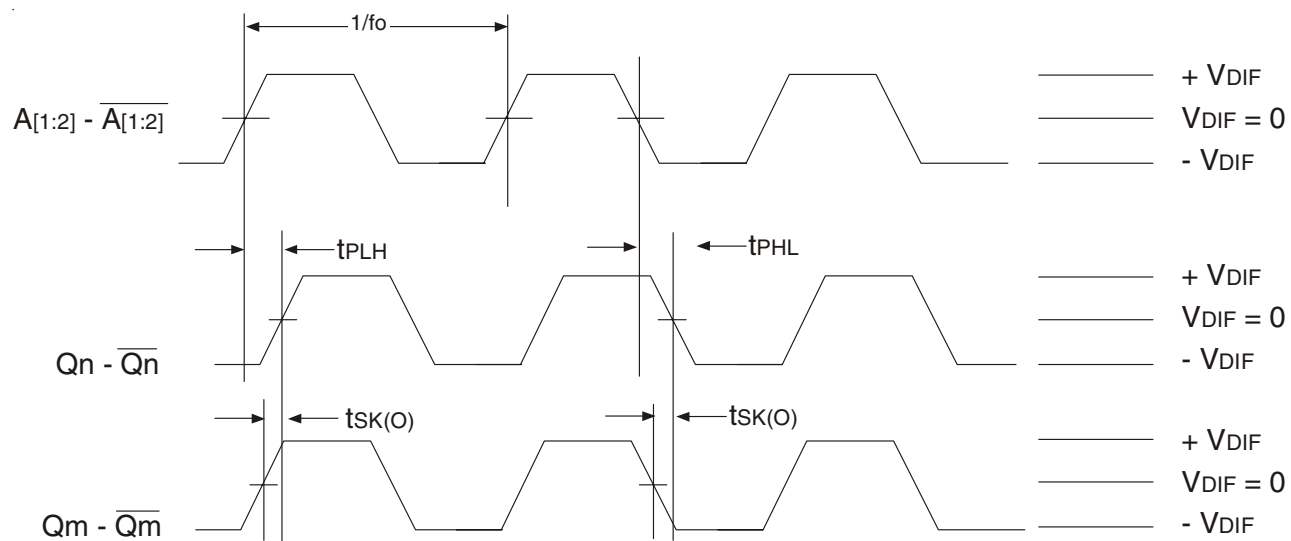 1/fo
+ VDIF
A[1:2] - A[1:2]
VDIF = 0
- VDIF
tPLH
tPHL
+ VDIF
VDIF = 0
Qn - Qn
- VDIF
tSK(O)
tSK(O)
+ VDIF
VDIF = 0
Qm - Qm
- VDIF